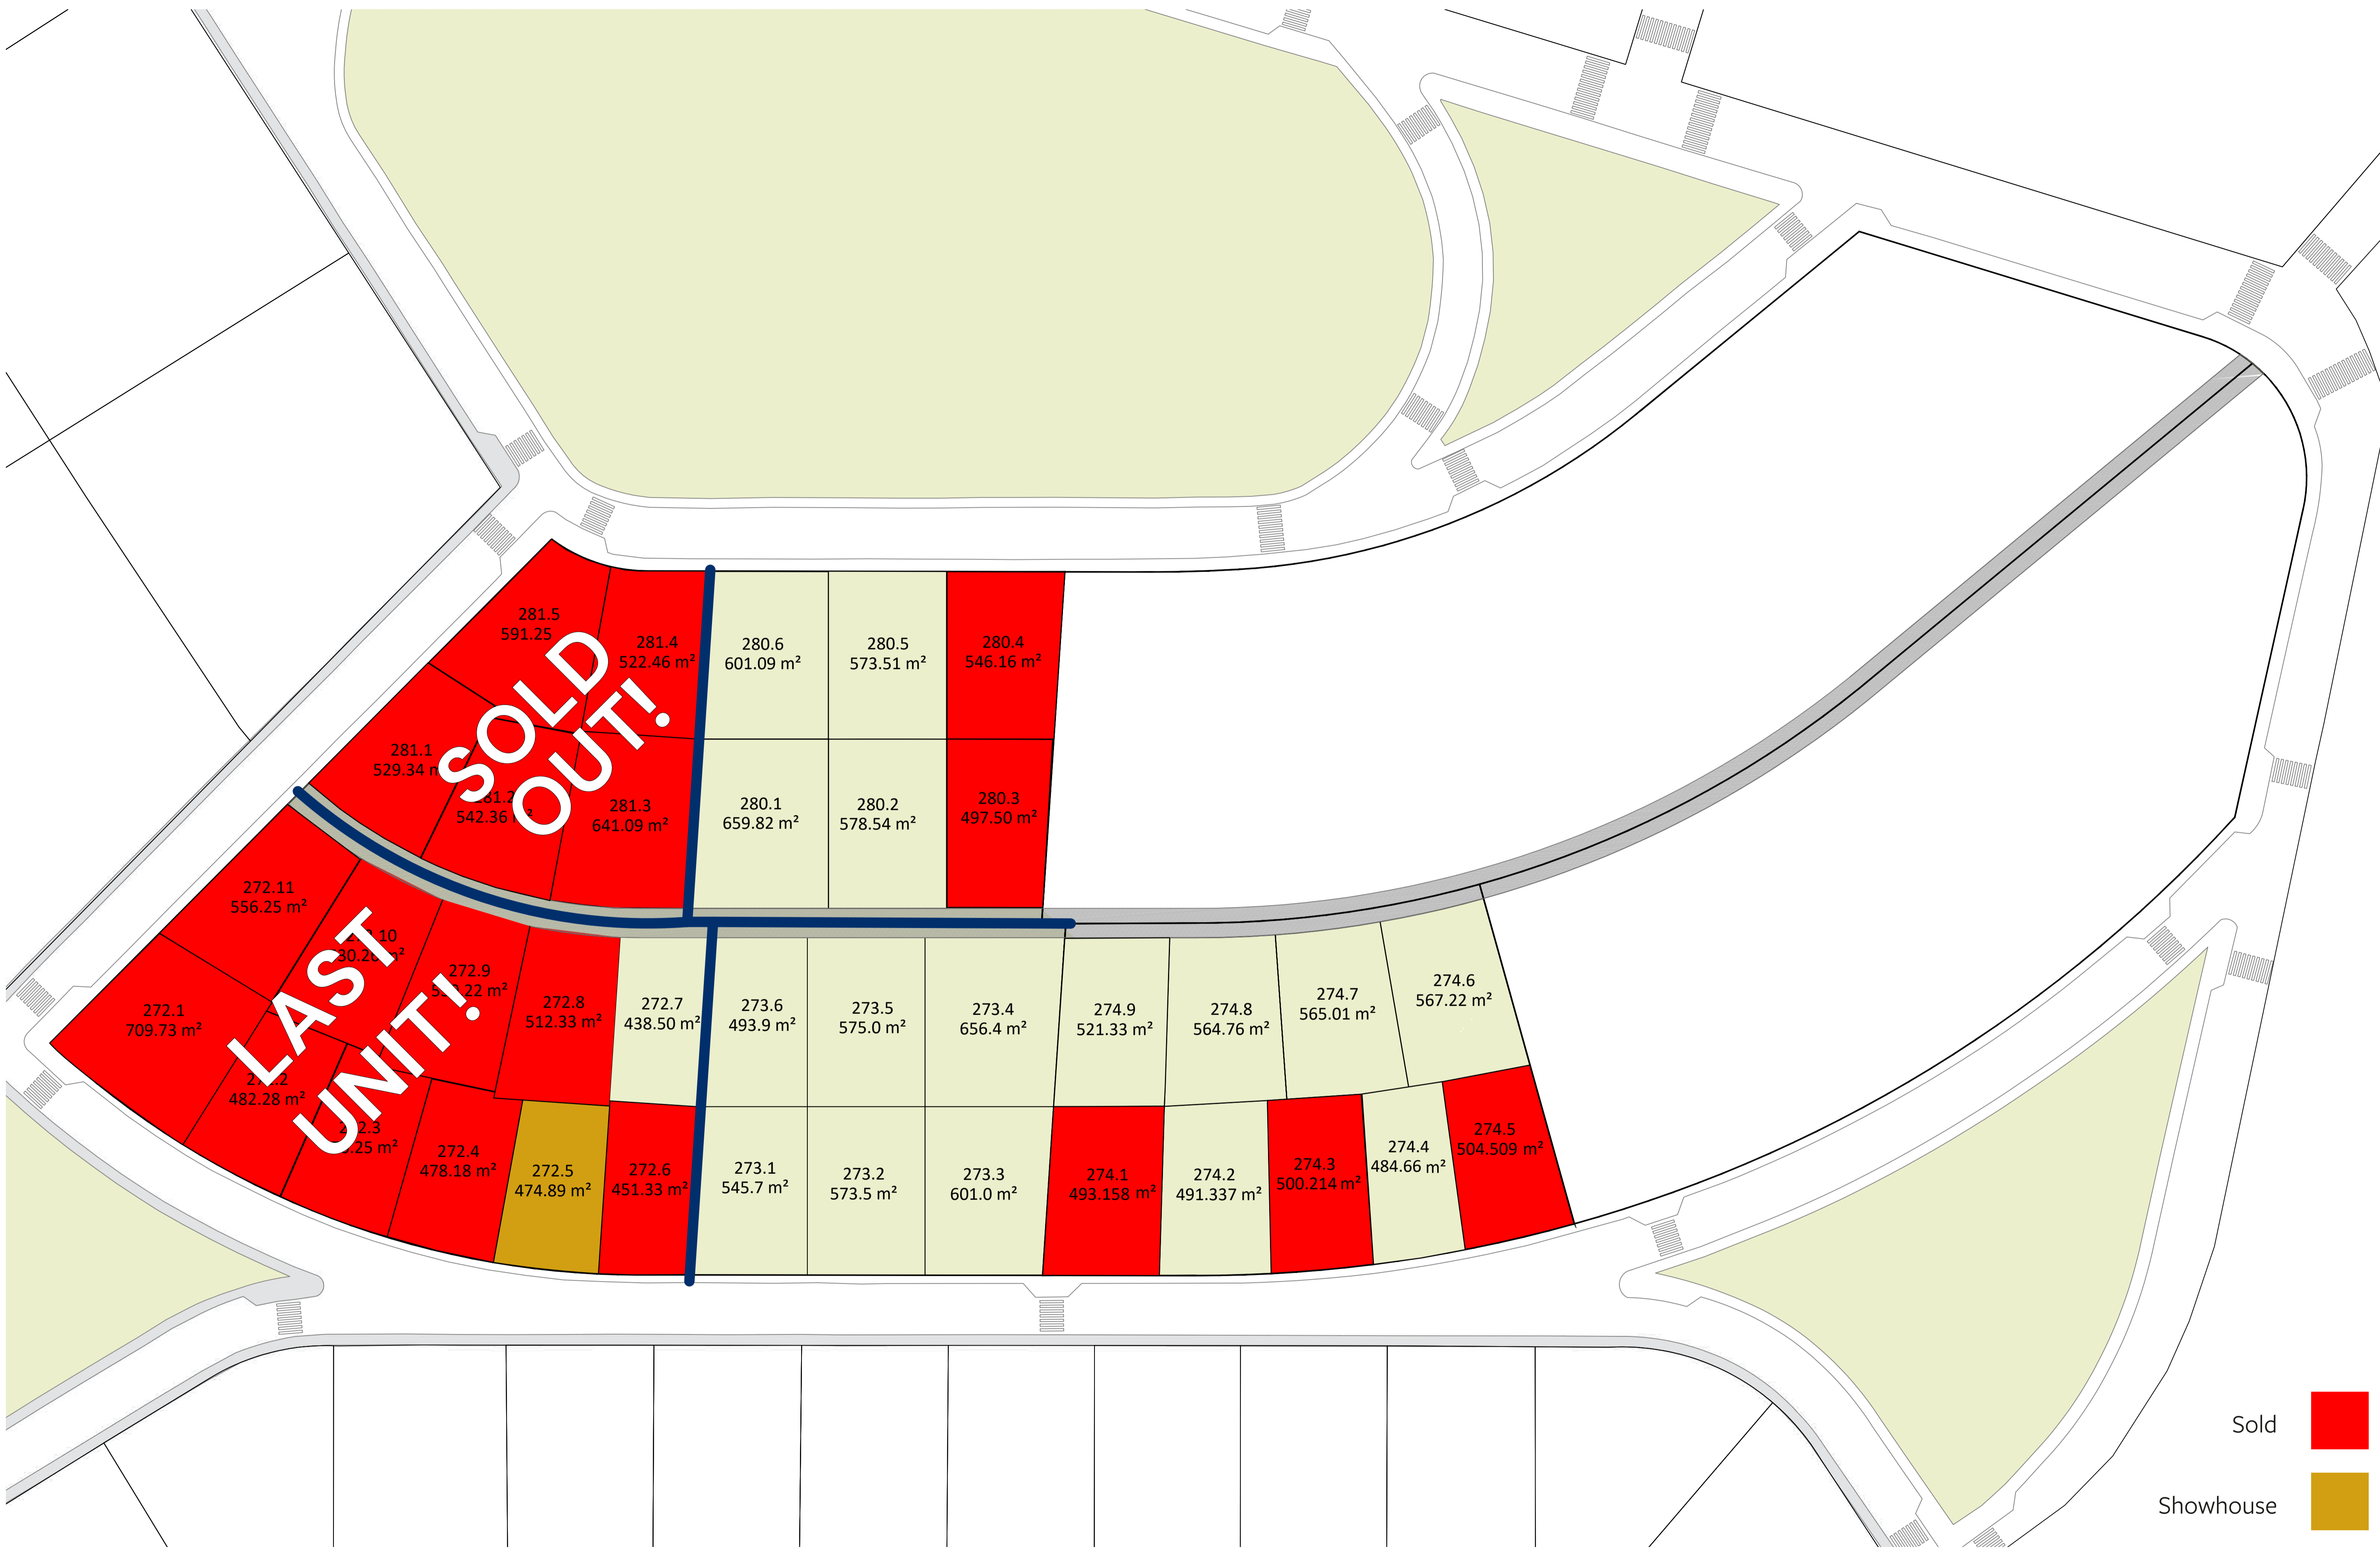 281.5
591.25
281.4
522.46 m²
280.6
601.09 m²
280.5
573.51 m²
280.4
546.16 m²
SOLD
OUT!
281.1
529.34
542.36
281.3
641.09 m²
280.1
659.82 m²
280.2
578.54 m²
280.3
497.50 m²
272.11
556.25 m²
272.9
272.8
512.33 m²
272.7
438.50 m²
273.6
493.9 m²
273.5
575.0 m²
273.4
656.4 m²
274.9
521.33 m²
274.8
564.76 m²
274.7
565.01 m²
274.6
567.22 m²
272.1
709.73 m²
LAST
UNIT!
482.28 m²
272.4
478.18 m²
272.5
474.89 m²
272.6
451.33 m²
273.1
545.7 m²
273.2
573.5 m²
273.3
601.0 m²
274.1
493.158 m²
274.2
491.337 m²
274.3
500.214 m²
274.4
484.66 m²
274.5
504.509 m²
Sold
Showhouse